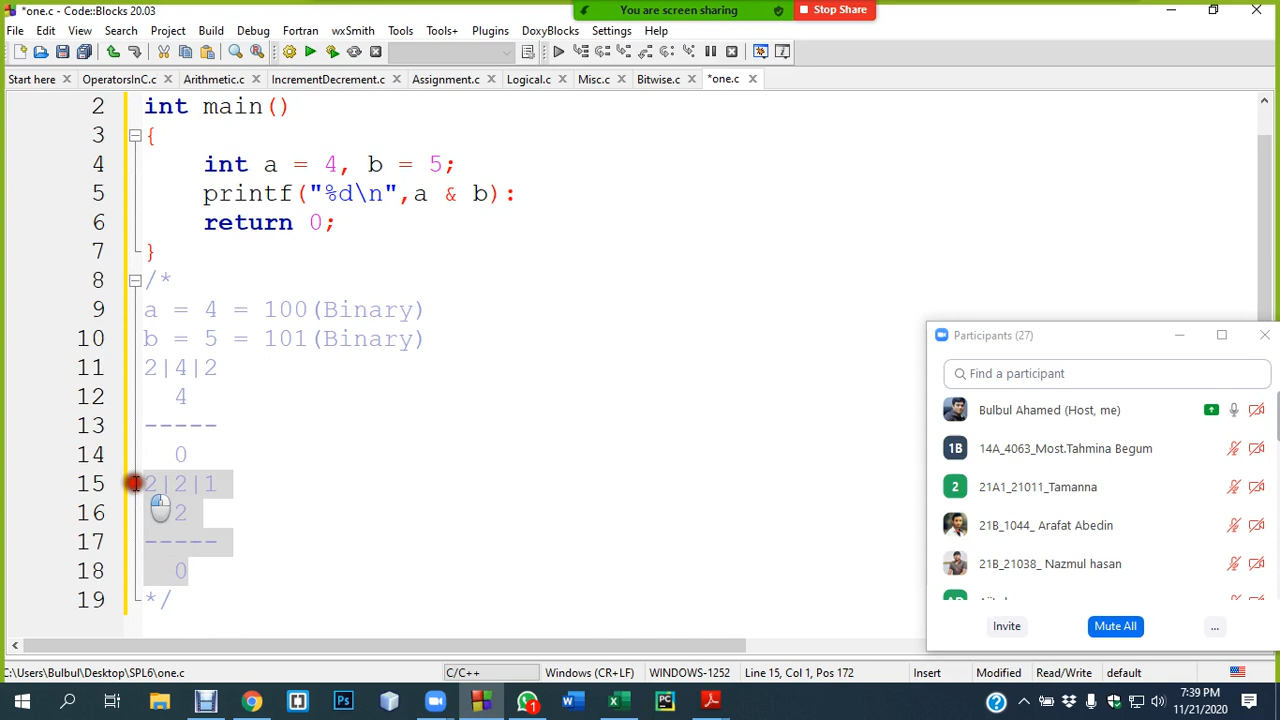 *one.c - Code::Blocks 20.03
You are screen sharing
Stop Share
File Edit View Search Project Build Debug Fortran wxSmith Tools Tools+ Plugins DoxyBlocks Settings Help
Start here OperatorsInC.c Arithmetic.c IncrementDecrement.c Assignment.c Logical.c Misc.c Bitwise.c *one.c
2 int main()
3 {
4 int a = 4, b = 5;
5 printf("%d\n",a & b):
6 return 0;
7 }
8 /*
9 a = 4 = 100(Binary)
10 b = 5 = 101(Binary)
11 2|4|2
12 4
13 -----
14 0
15 2|2|1
16 2
17 -----
18 0
19 */
Participants (27)
Find a participant
Bulbul Ahamed (Host, me)
1B 14A_4063_Most.Tahmina Begum
2 21A1_21011_Tamanna
21B_1044_ Arafat Abedin
21B_21038_ Nazmul hasan
Invite Mute All ...
C:\Users\Bulbul\Desktop\SPL6\one.c C/C++ Windows (CR+LF) WINDOWS-1252 Line 15, Col 1, Pos 172 Insert Modified Read/Write default
7:39 PM
11/21/2020